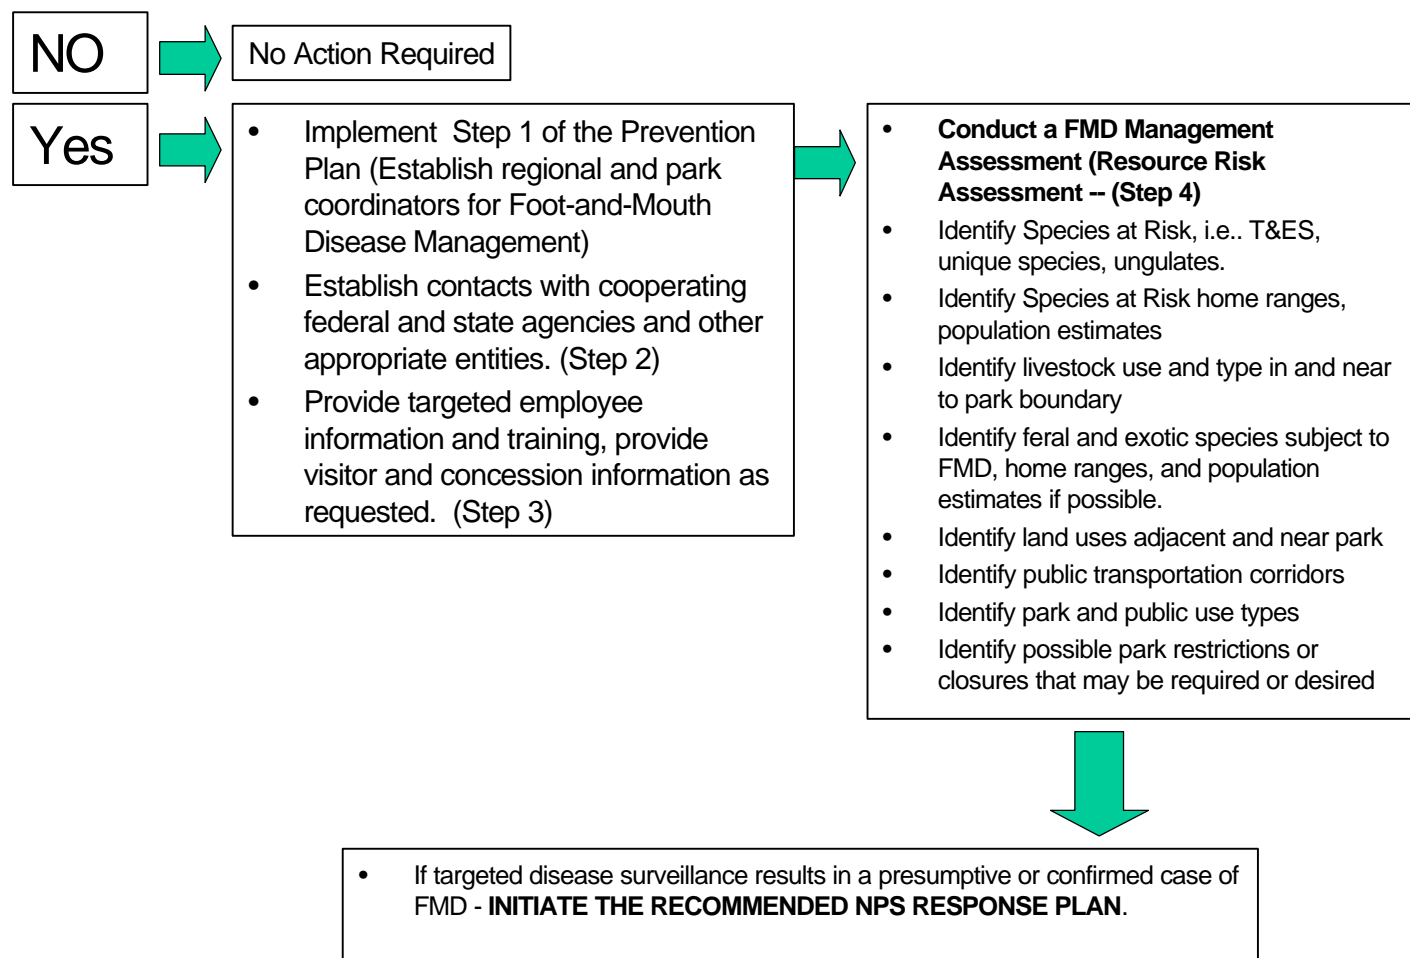 NO
No Action Required
Yes
• Implement Step 1 of the Prevention
Plan (Establish regional and park
coordinators for Foot-and-Mouth
Disease Management)
• Establish contacts with cooperating
federal and state agencies and other
appropriate entities. (Step 2)
• Provide targeted employee
information and training, provide
visitor and concession information as
requested. (Step 3)
• Conduct a FMD Management
Assessment (Resource Risk
Assessment -- (Step 4)
• Identify Species at Risk, i.e.. T&ES,
unique species, ungulates.
• Identify Species at Risk home ranges,
population estimates
• Identify livestock use and type in and near
to park boundary
• Identify feral and exotic species subject to
FMD, home ranges, and population
estimates if possible.
• Identify land uses adjacent and near park
• Identify public transportation corridors
• Identify park and public use types
• Identify possible park restrictions or
closures that may be required or desired
• If targeted disease surveillance results in a presumptive or confirmed case of
FMD - INITIATE THE RECOMMENDED NPS RESPONSE PLAN.